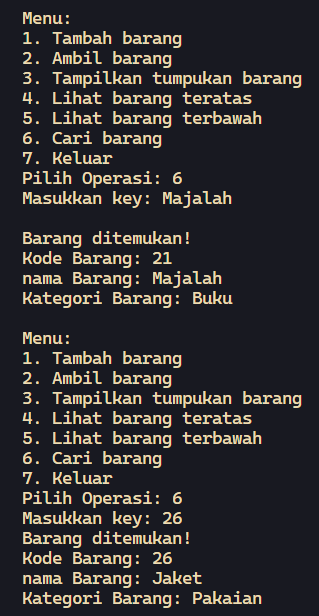 Menu:
1. Tambah barang
2. Ambil barang
3. Tampilkan tumpukan barang
4. Lihat barang teratas
5. Lihat barang terbawah
6. Cari barang
7. Keluar
Pilih Operasi: 6
Masukkan key: Majalah

Barang ditemukan!
Kode Barang: 21
nama Barang: Majalah
Kategori Barang: Buku

Menu:
1. Tambah barang
2. Ambil barang
3. Tampilkan tumpukan barang
4. Lihat barang teratas
5. Lihat barang terbawah
6. Cari barang
7. Keluar
Pilih Operasi: 6
Masukkan key: 26
Barang ditemukan!
Kode Barang: 26
nama Barang: Jaket
Kategori Barang: Pakaian